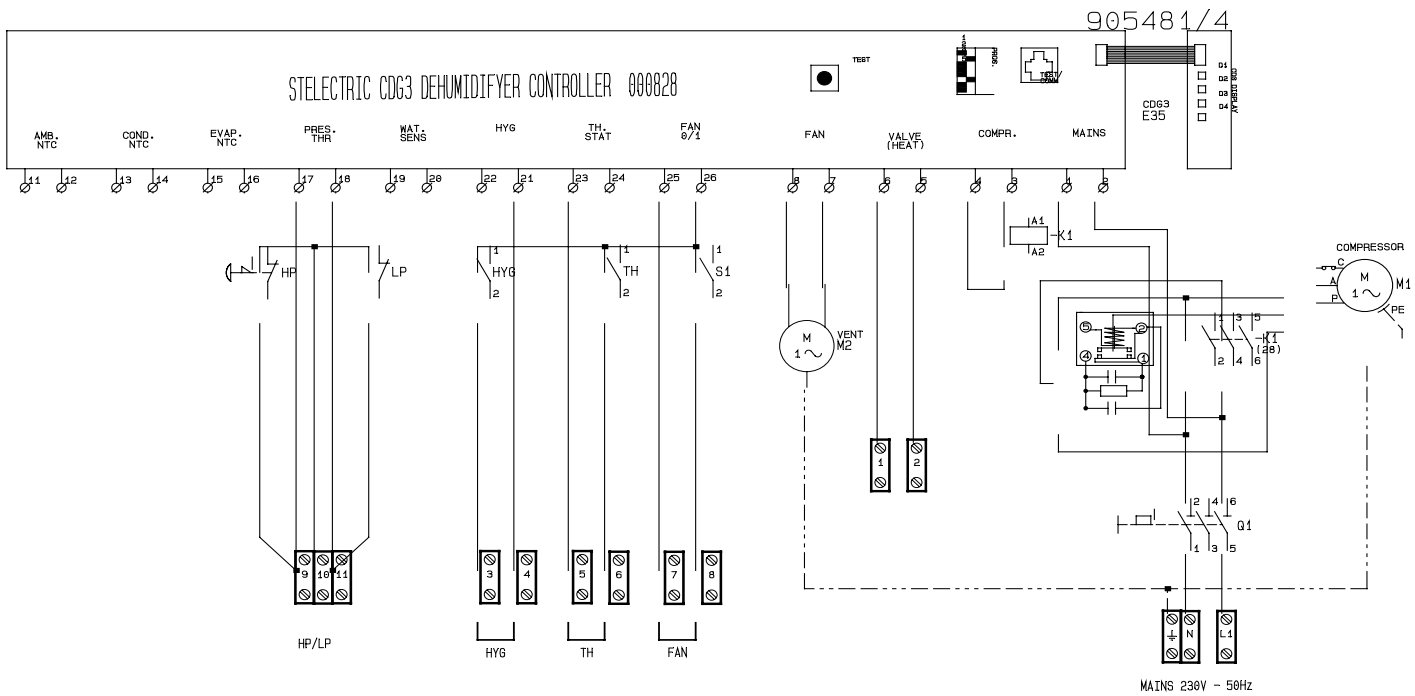 905481/4
STELECTRIC CDG3 DEHUMIDIFYER CONTROLLER 000828
TEST
PROG.
TEST/
COMM
CDG3
E35
D1
D2
D3
D4
CD8 DISPLAY
AMB.
NTC
COND.
NTC
EVAP.
NTC
PRES.
THR
WAT.
SENS
HYG
TH.
STAT
FAN
0/1
FAN
VALVE
(HEAT)
COMPR.
MAINS
11 12 13 14 15 16 17 18 19 20 22 21 23 24 25 26 8 7 6 5 4 3 4 2
HP
LP
1
HYG
2
1
TH
2
1
S1
2
A1
-K1
A2
COMPRESSOR
C
A
P
M
1
M1
PE
M
1
VENT
M2
5 2
4 1
1 3 5
-K1
(28)
2 4 6
1 2
2 4 6
Q1
1 3 5
9 10 11
3 4
5 6
7 8
HP/LP
HYG
TH
FAN
N
L1
MAINS 230V - 50Hz